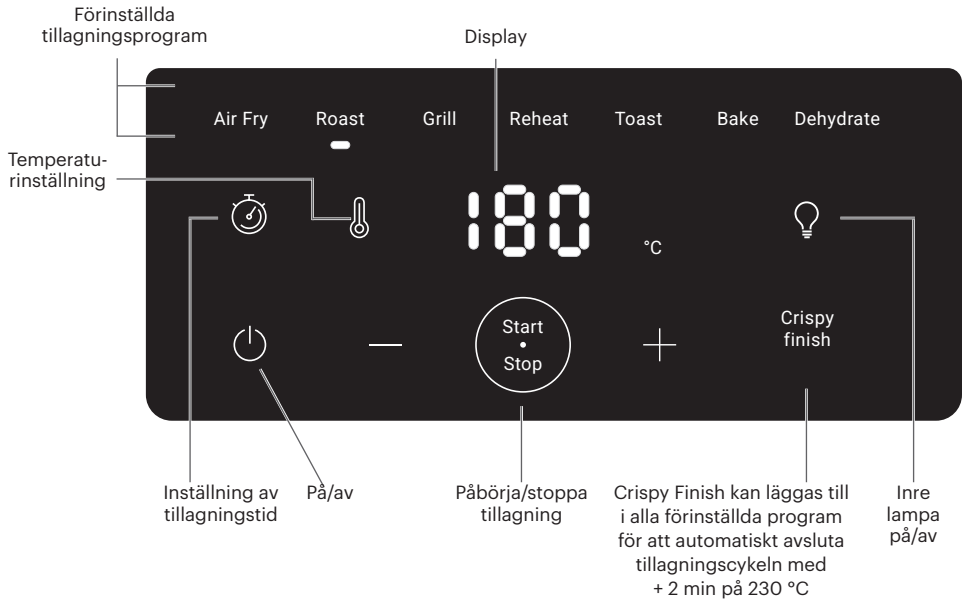 Förinställda
tillagningsprogram
Display
Air Fry
Roast
Grill
Reheat
Toast
Bake
Dehydrate
Temperatu-
rinställning
180
°C
Start
Stop
Crispy
finish
Inställning av
tillagningstid
På/av
Påbörja/stoppa
tillagning
Crispy Finish kan läggas till
i alla förinställda program
för att automatiskt avsluta
tillagningscykeln med
+ 2 min på 230 °C
Inre
lampa
på/av